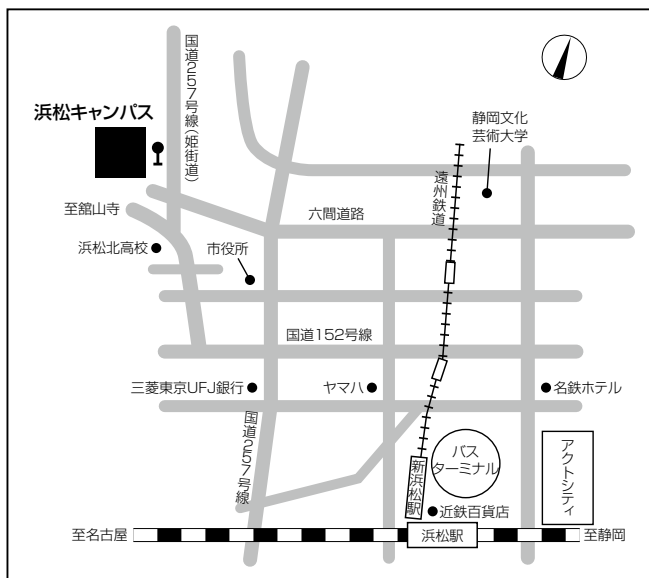 国道257号線(姫街道)
浜松キャンパス
静岡文化
芸術大学
遠州鉄道
至舘山寺
六間道路
浜松北高校
市役所
国道152号線
三菱東京UFJ銀行
ヤマハ
名鉄ホテル
国道257号線
バス
ターミナル
アクトシティ
新浜松駅
近鉄百貨店
至名古屋
浜松駅
至静岡